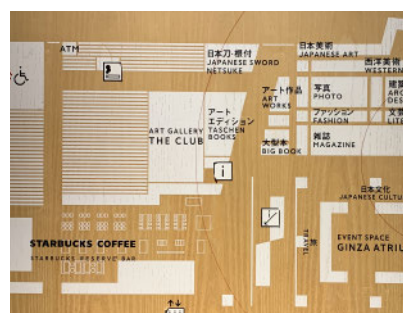 ATM
日本刀・根付
JAPANESE SWORD
NETSUKE
日本美術
JAPANESE ART
西洋美術
WESTERN
アート作品
ART
WORKS
写真
PHOTO
ファッション
FASHION
大型本
BIG BOOK
雑誌
MAGAZINE
アート
エディション
TASCHEN
BOOKS
ART GALLERY
THE CLUB
i
日本文化
JAPANESE CULTU
旅
TRAVEL
EVENT SPACE
GINZA ATRIU
STARBUCKS COFFEE
STARBUCKS RESERVE BAR